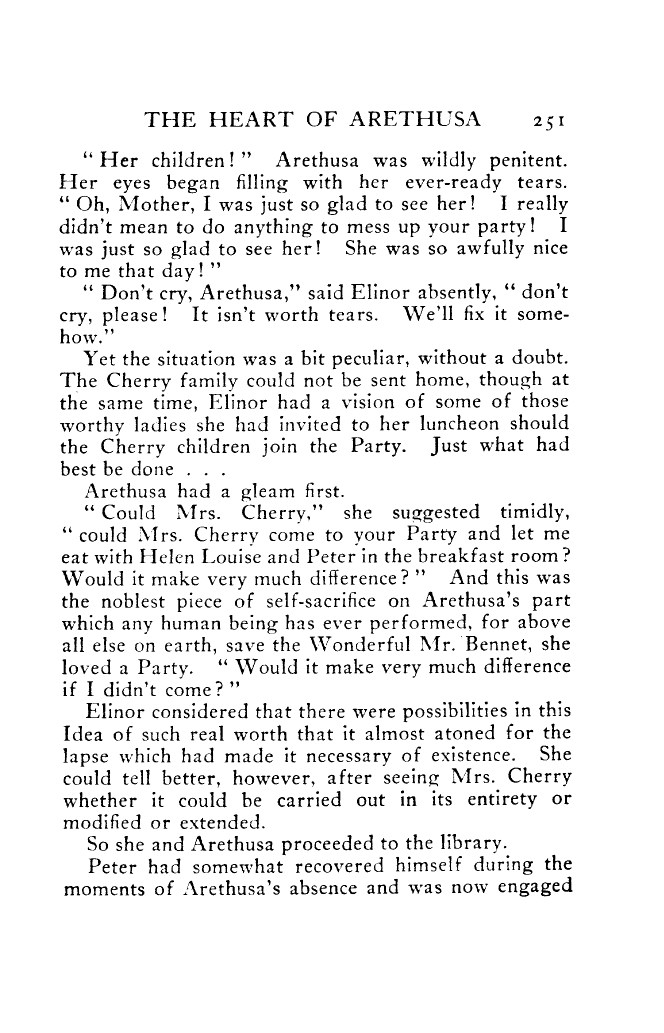 THE HEART OF ARETHUSA 251
“ Her children! ” Arethusa was wildly penitent.
Her eyes began filling with her ever-ready tears.
“ Oh, Mother, I was just so glad to see her! I really
didn't mean to do anything to mess up your party! I
was just so glad to see her! She was so awfully nice
to me that day! ”
“ Don't cry, Arethusa,” said Elinor absently, “ don't
cry, please! It isn't worth tears. We'll fix it some-
how.”
Yet the situation was a bit peculiar, without a doubt.
The Cherry family could not be sent home, though at
the same time, Elinor had a vision of some of those
worthy ladies she had invited to her luncheon should
the Cherry children join the Party. Just what had
best be done . . .
Arethusa had a gleam first.
“ Could Mrs. Cherry,” she suggested timidly,
“ could Mrs. Cherry come to your Party and let me
eat with Helen Louise and Peter in the breakfast room?
Would it make very much difference? ” And this was
the noblest piece of self-sacrifice on Arethusa's part
which any human being has ever performed, for above
all else on earth, save the Wonderful Mr. Bennet, she
loved a Party. “ Would it make very much difference
if I didn't come? ”
Elinor considered that there were possibilities in this
Idea of such real worth that it almost atoned for the
lapse which had made it necessary of existence. She
could tell better, however, after seeing Mrs. Cherry
whether it could be carried out in its entirety or
modified or extended.
So she and Arethusa proceeded to the library.
Peter had somewhat recovered himself during the
moments of Arethusa's absence and was now engaged